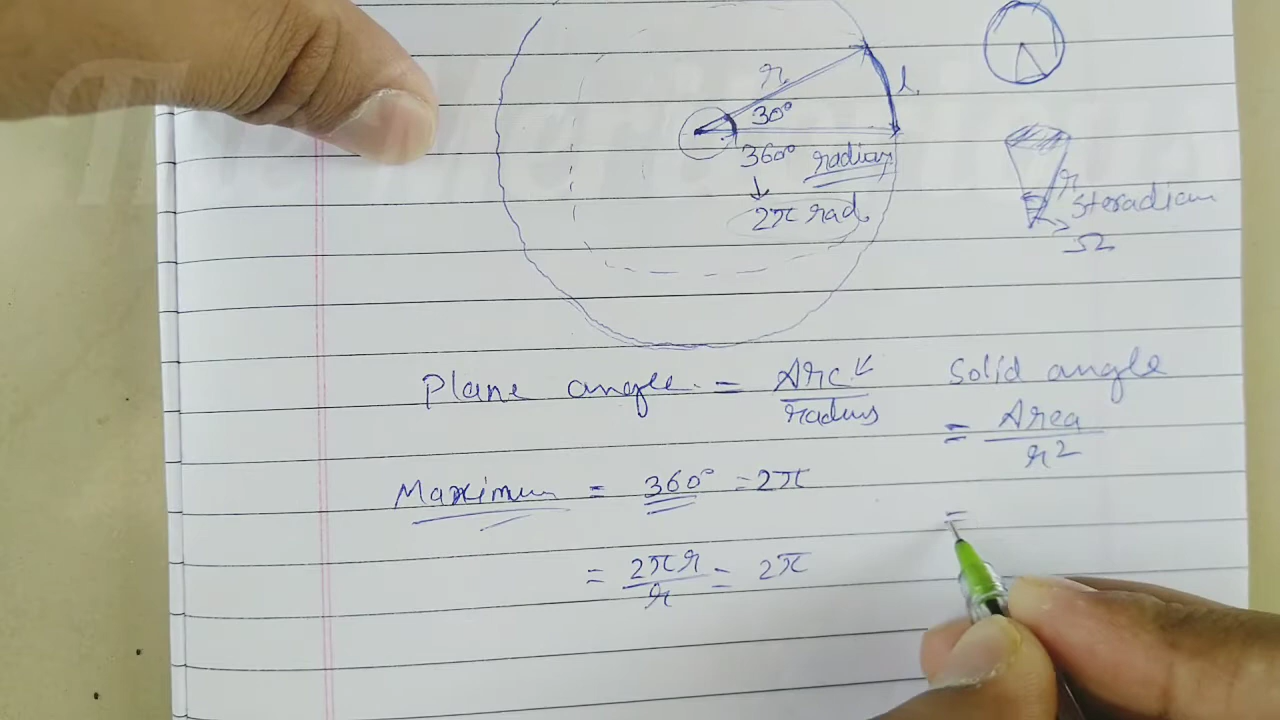 r
l
30°
360° radian
2π rad
r
steradian
Ω
Plane angle = Arc / radius
Solid angle
= Area / r²
Maximum = 360° = 2π
= 2πr / r = 2π
=